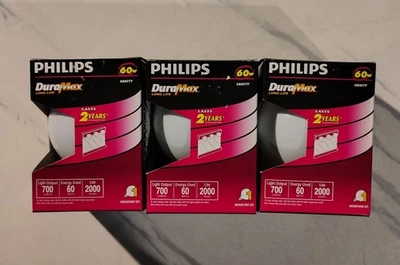 PHILIPS
60w
VANITY
DuraMax
LONG LIFE
LASTS
2 YEARS*
Light Output
700
Energy Used
60
Life
2000
PHILIPS
60w
VANITY
DuraMax
LONG LIFE
LASTS
2 YEARS*
Light Output
700
Energy Used
60
Life
2000
PHILIPS
60w
VANITY
DuraMax
LONG LIFE
LASTS
2 YEARS*
Light Output
700
Energy Used
60
Life
2000